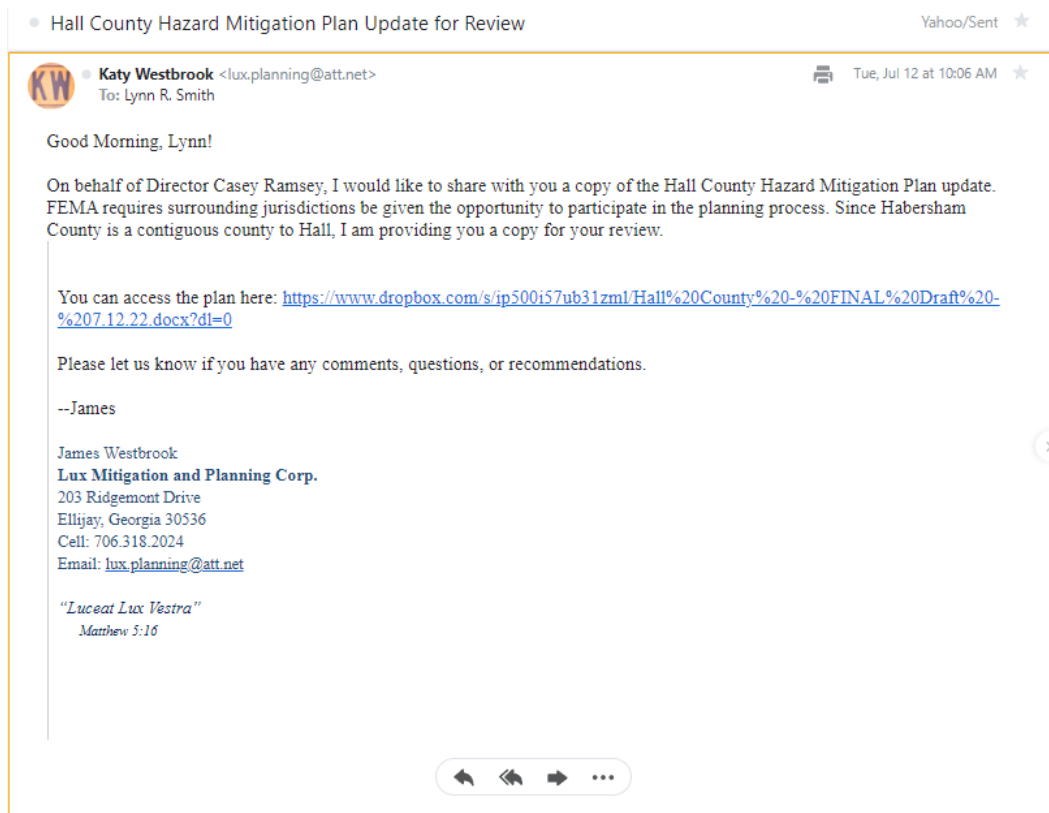 Hall County Hazard Mitigation Plan Update for Review
Yahoo/Sent
KW
Katy Westbrook <lux.planning@att.net>
Tue, Jul 12 at 10:06 AM
To: Lynn R. Smith
Good Morning, Lynn!
On behalf of Director Casey Ramsey, I would like to share with you a copy of the Hall County Hazard Mitigation Plan update.
FEMA requires surrounding jurisdictions be given the opportunity to participate in the planning process. Since Habersham
County is a contiguous county to Hall, I am providing you a copy for your review.
You can access the plan here: https://www.dropbox.com/s/ip500i57ub31zml/Hall%20County%20-%20FINAL%20Draft%20-
%207.12.22.docx?dl=0
Please let us know if you have any comments, questions, or recommendations.
--James
James Westbrook
Lux Mitigation and Planning Corp.
203 Ridgemont Drive
Ellijay, Georgia 30536
Cell: 706.318.2024
Email: lux.planning@att.net
“Luceat Lux Vestra”
Matthew 5:16